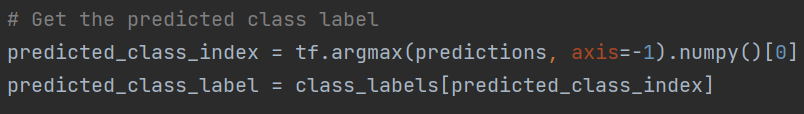 # Get the predicted class label
predicted_class_index = tf.argmax(predictions, axis=-1).numpy()[0]
predicted_class_label = class_labels[predicted_class_index]